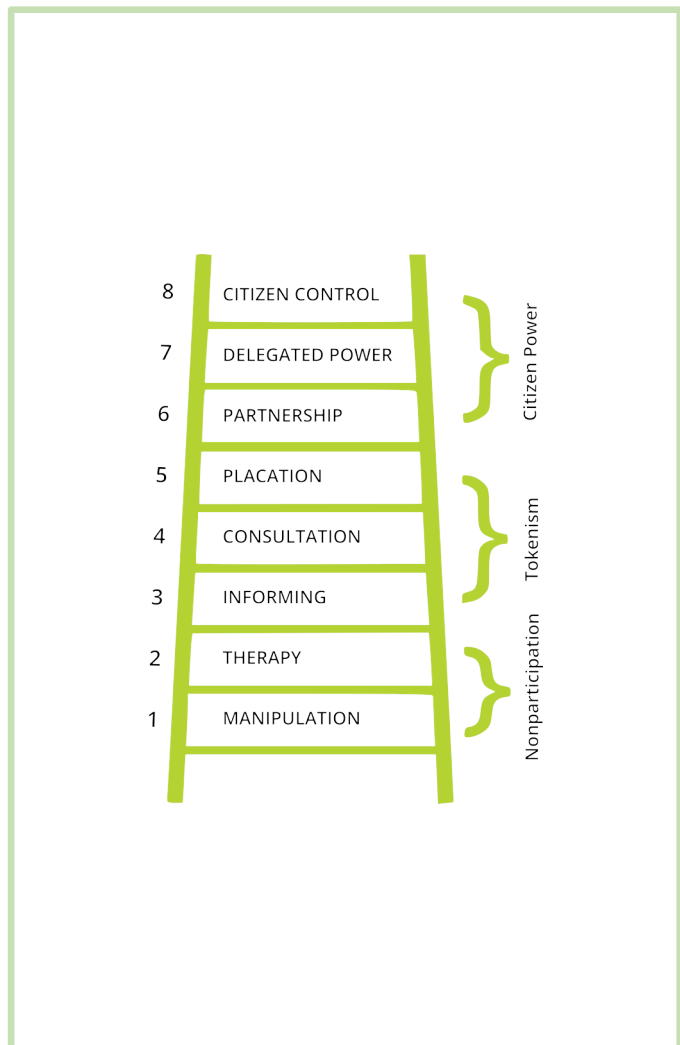 8 CITIZEN CONTROL
7 DELEGATED POWER
6 PARTNERSHIP
Citizen Power
5 PLACATION
4 CONSULTATION
3 INFORMING
Tokenism
2 THERAPY
1 MANIPULATION
Nonparticipation